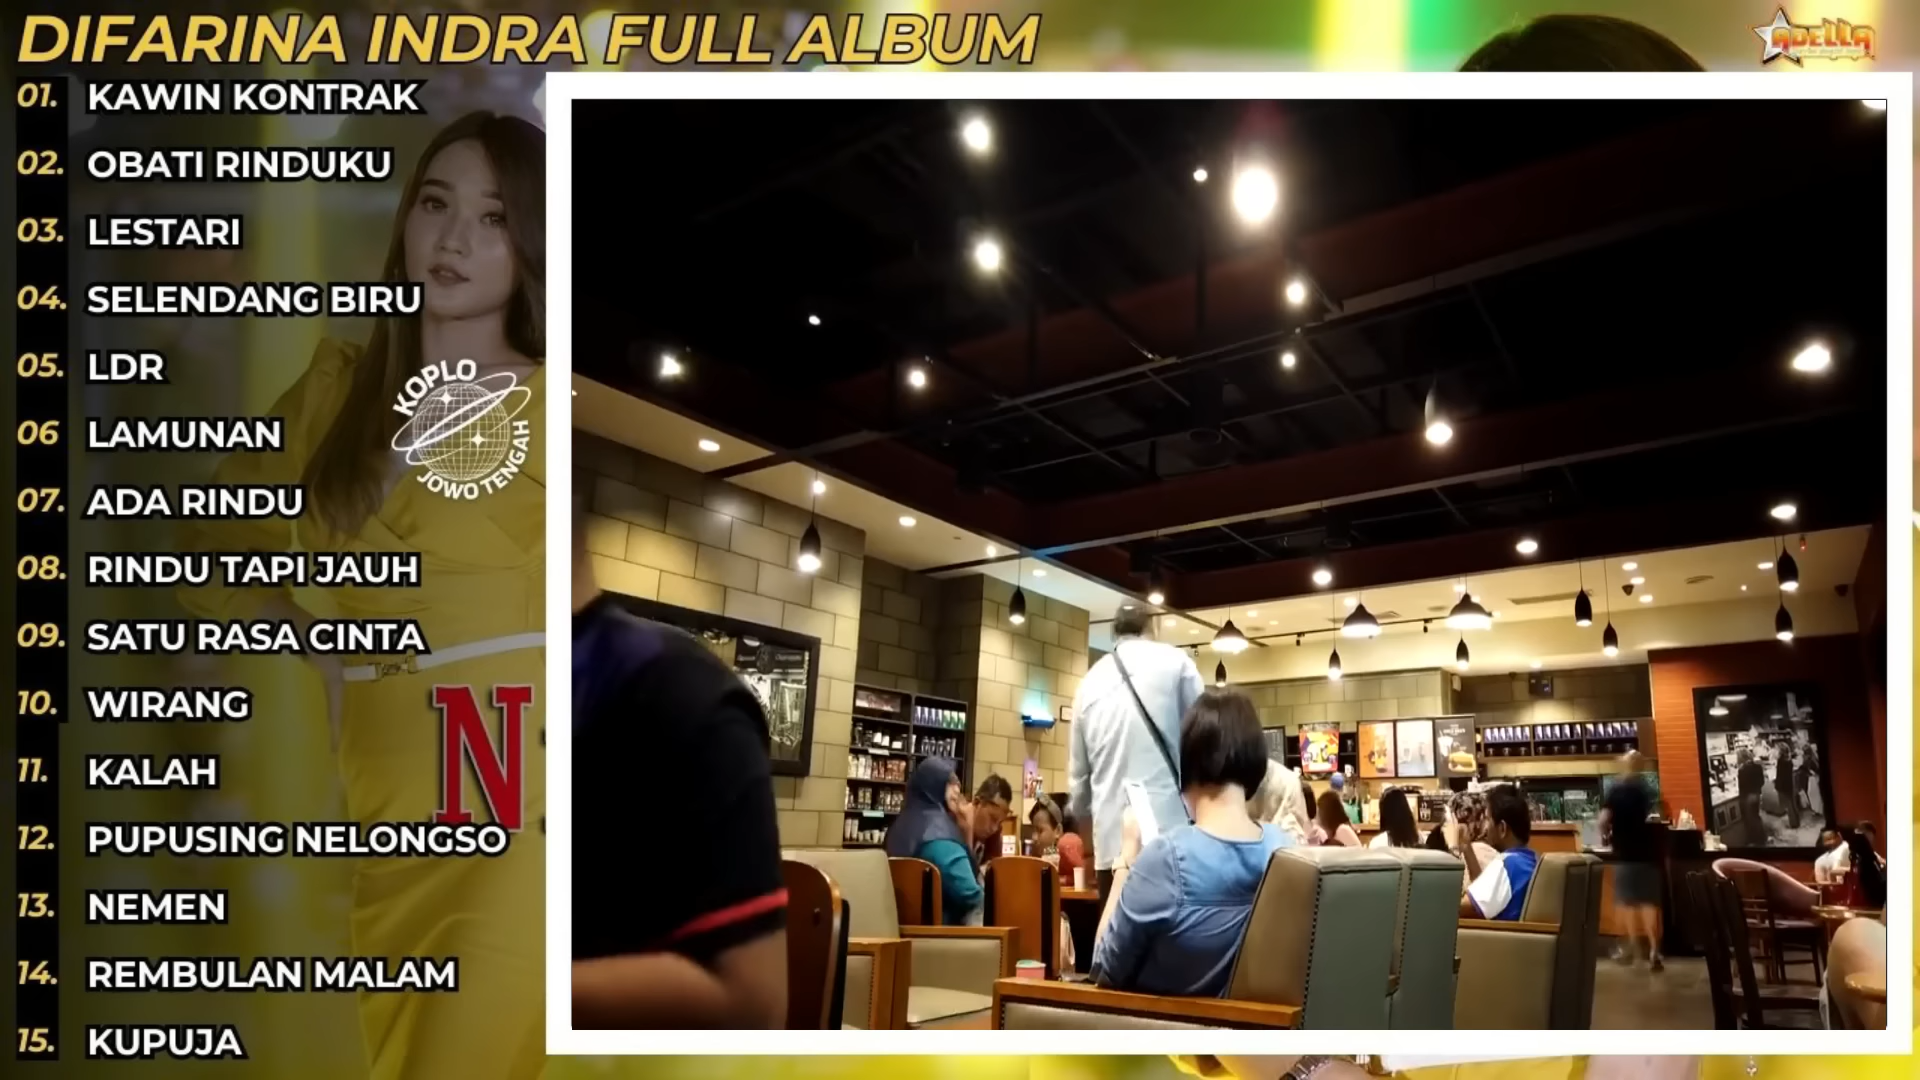 DIFARINA INDRA FULL ALBUM
ADELLA
01. KAWIN KONTRAK
02. OBATI RINDUKU
03. LESTARI
04. SELENDANG BIRU
05. LDR
06 LAMUNAN
07. ADA RINDU
08. RINDU TAPI JAUH
09. SATU RASA CINTA
10. WIRANG
11. KALAH
12. PUPUSING NELONGSO
13. NEMEN
14. REMBULAN MALAM
15. KUPUJA
KOPLO
JOWO TENGAH
N